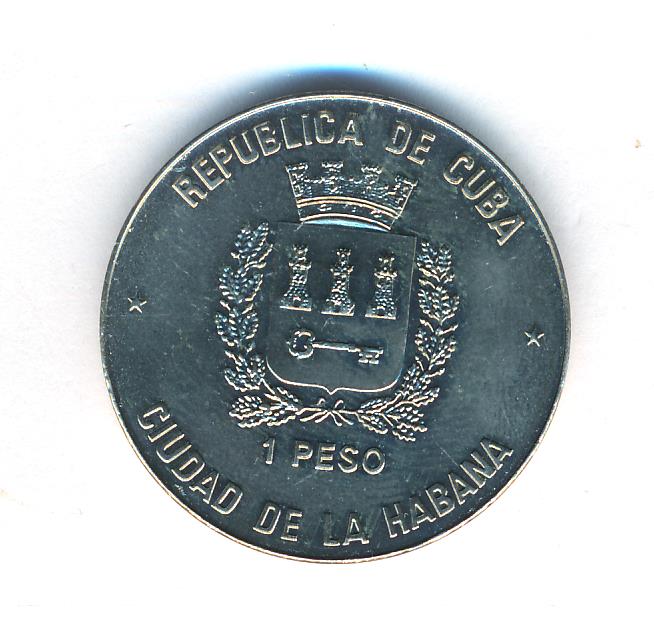 REPUBLICA DE CUBA
1 PESO
CIUDAD DE LA HABANA